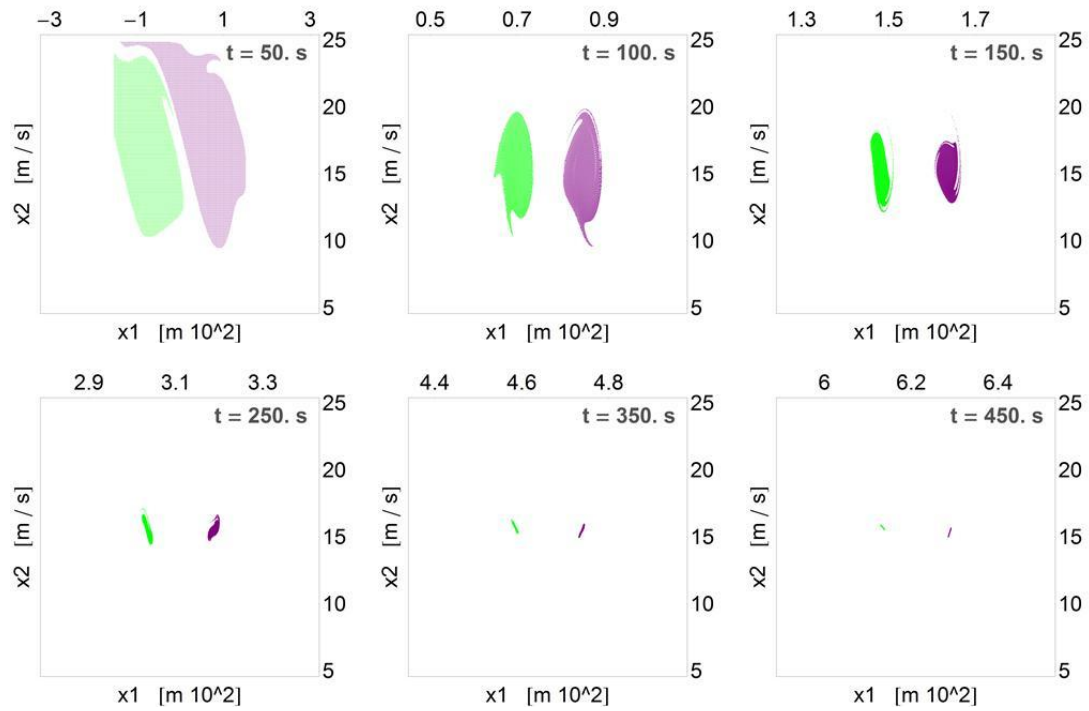 −3 −1 1 3
t = 50. s
25
20
15
10
5
x2 [m / s]
x1 [m 10^2]
0.5 0.7 0.9
t = 100. s
25
20
15
10
5
x2 [m / s]
x1 [m 10^2]
1.3 1.5 1.7
t = 150. s
25
20
15
10
5
x2 [m / s]
x1 [m 10^2]
2.9 3.1 3.3
t = 250. s
25
20
15
10
5
x2 [m / s]
x1 [m 10^2]
4.4 4.6 4.8
t = 350. s
25
20
15
10
5
x2 [m / s]
x1 [m 10^2]
6 6.2 6.4
t = 450. s
25
20
15
10
5
x2 [m / s]
x1 [m 10^2]